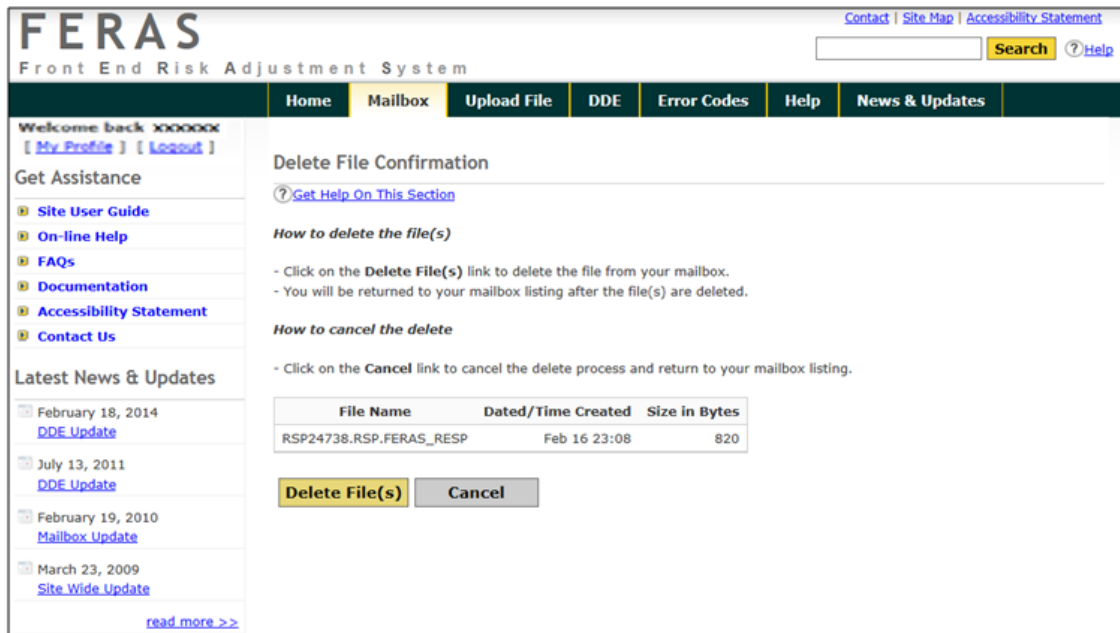 FERAS
Front End Risk Adjustment System
Contact | Site Map | Accessibility Statement
Search ? Help
Home Mailbox Upload File DDE Error Codes Help News & Updates
Welcome back xxxxxx
[ My Profile ] [ Logout ]
Get Assistance
Site User Guide
On-line Help
FAQs
Documentation
Accessibility Statement
Contact Us
Latest News & Updates
February 18, 2014
DDE Update
July 13, 2011
DDE Update
February 19, 2010
Mailbox Update
March 23, 2009
Site Wide Update
read more >>
Delete File Confirmation
? Get Help On This Section
How to delete the file(s)
- Click on the Delete File(s) link to delete the file from your mailbox.
- You will be returned to your mailbox listing after the file(s) are deleted.
How to cancel the delete
- Click on the Cancel link to cancel the delete process and return to your mailbox listing.
File Name Dated/Time Created Size in Bytes
RSP24738.RSP.FERAS_RESP Feb 16 23:08 820
Delete File(s) Cancel